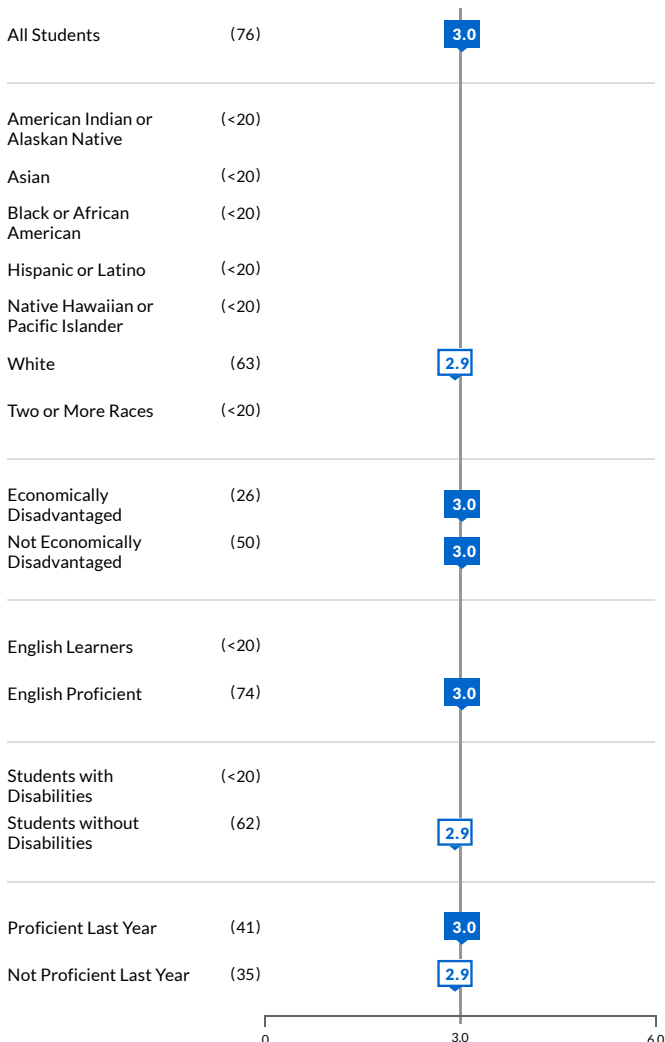 All Students (76) 3.0
American Indian or (<20)
Alaskan Native
Asian (<20)
Black or African (<20)
American
Hispanic or Latino (<20)
Native Hawaiian or (<20)
Pacific Islander
White (63) 2.9
Two or More Races (<20)
Economically (26) 3.0
Disadvantaged
Not Economically (50) 3.0
Disadvantaged
English Learners (<20)
English Proficient (74) 3.0
Students with (<20)
Disabilities
Students without (62) 2.9
Disabilities
Proficient Last Year (41) 3.0
Not Proficient Last Year (35) 2.9
0 3.0 6.0